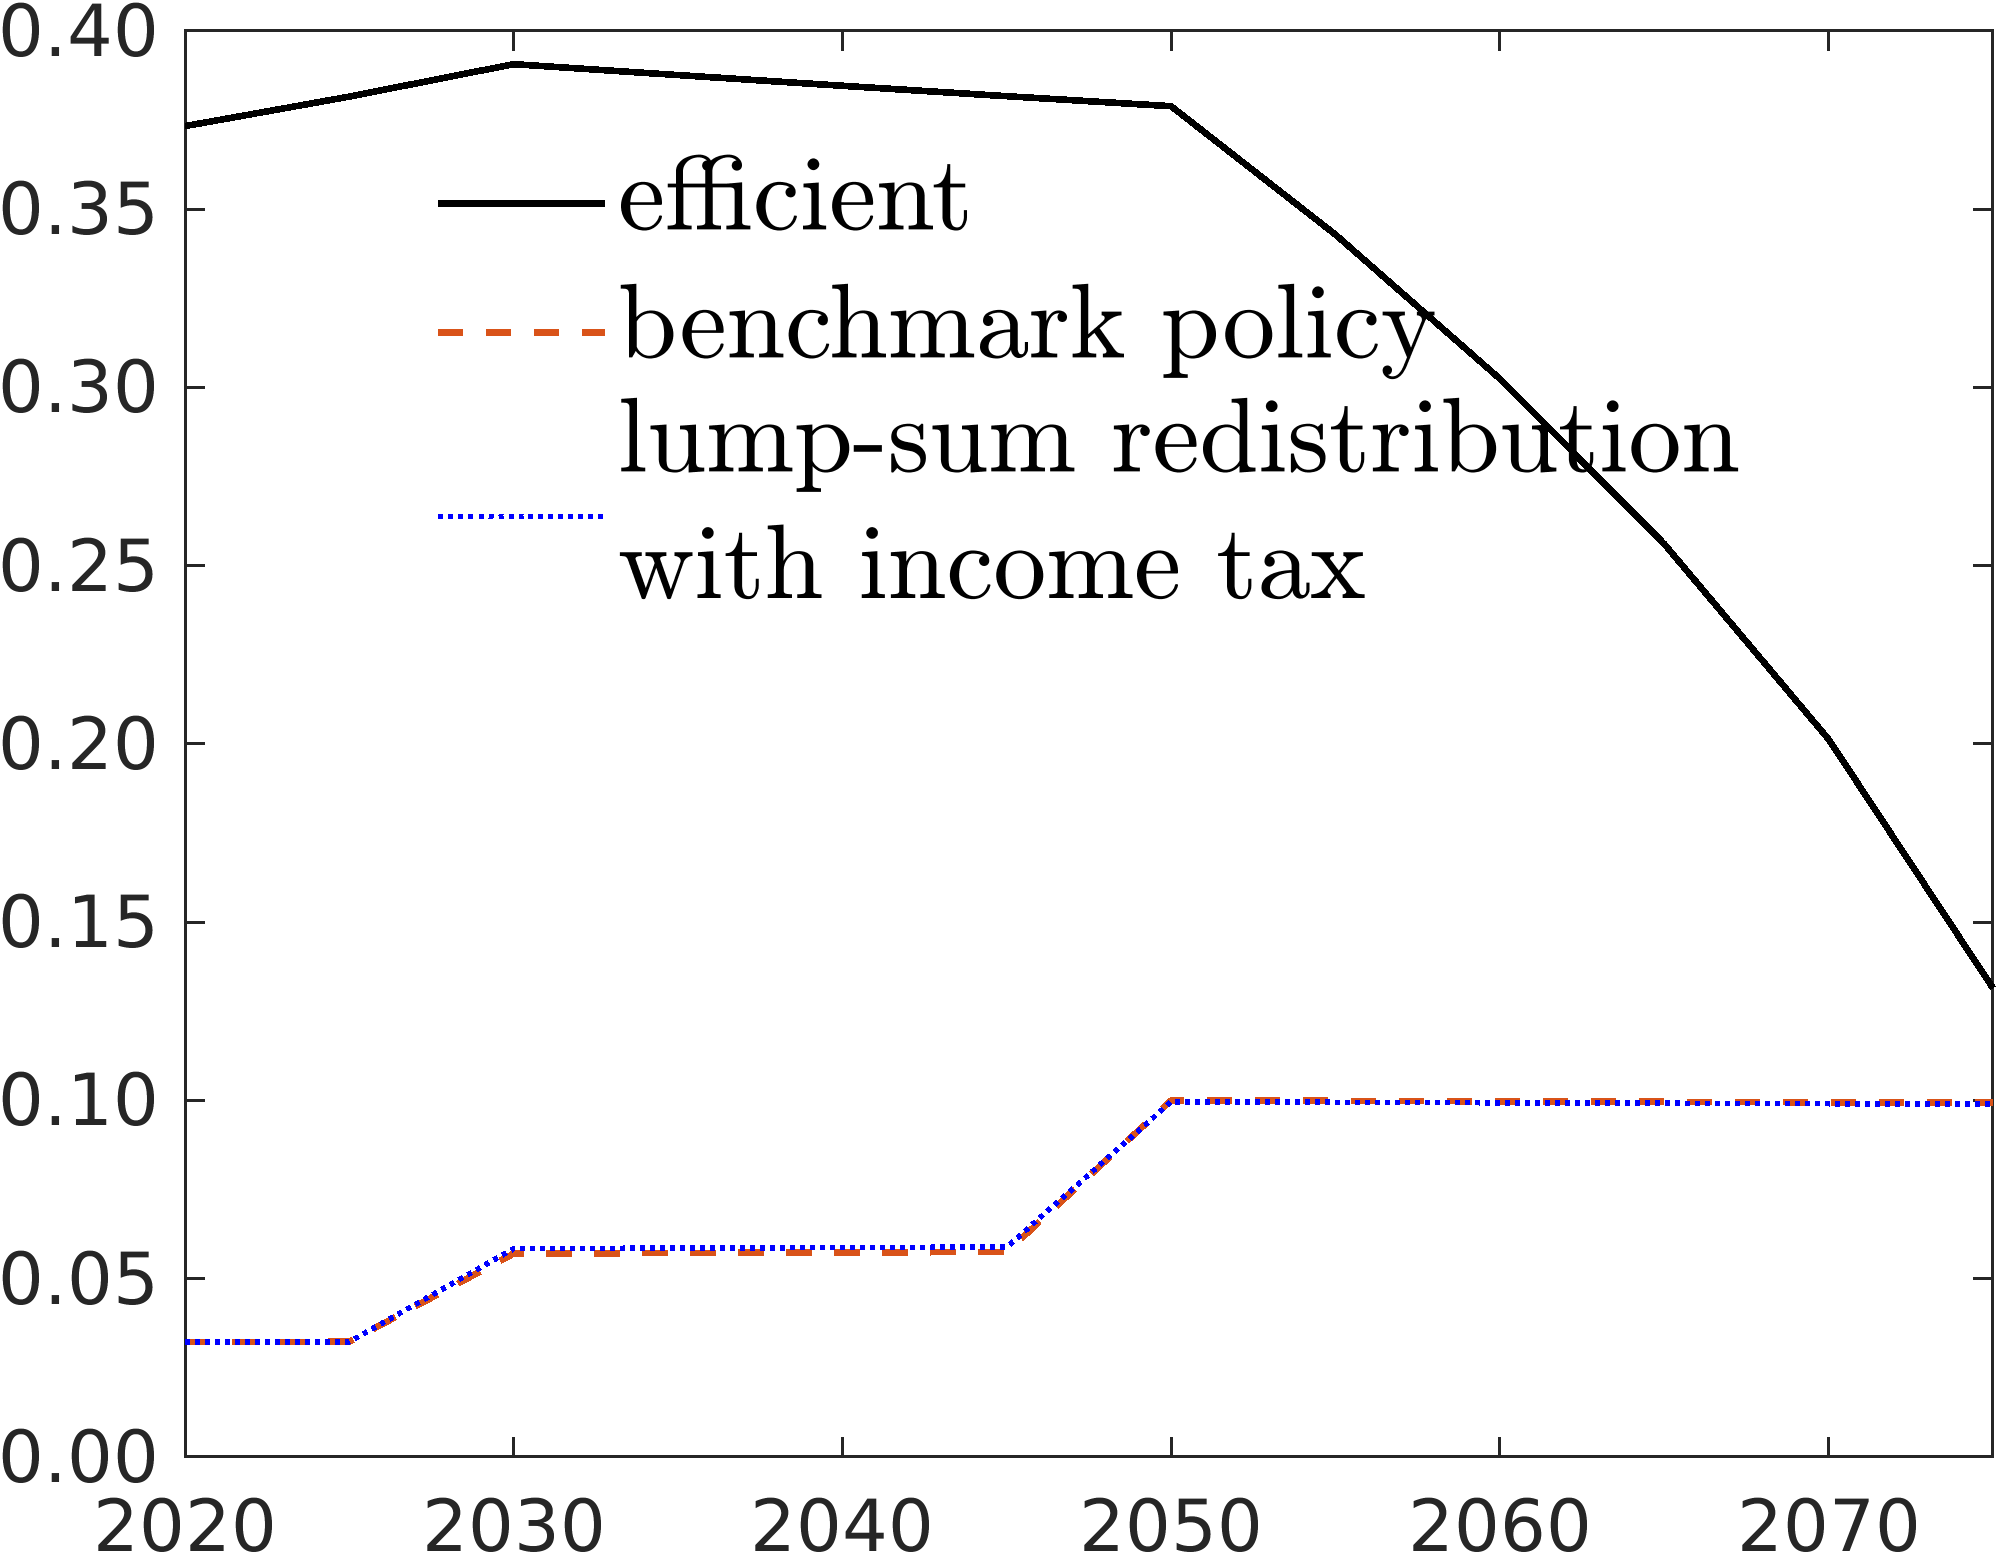 0.40
0.35
0.30
0.25
0.20
0.15
0.10
0.05
0.00
efficient
benchmark policy
lump-sum redistribution
with income tax
2020 2030 2040 2050 2060 2070